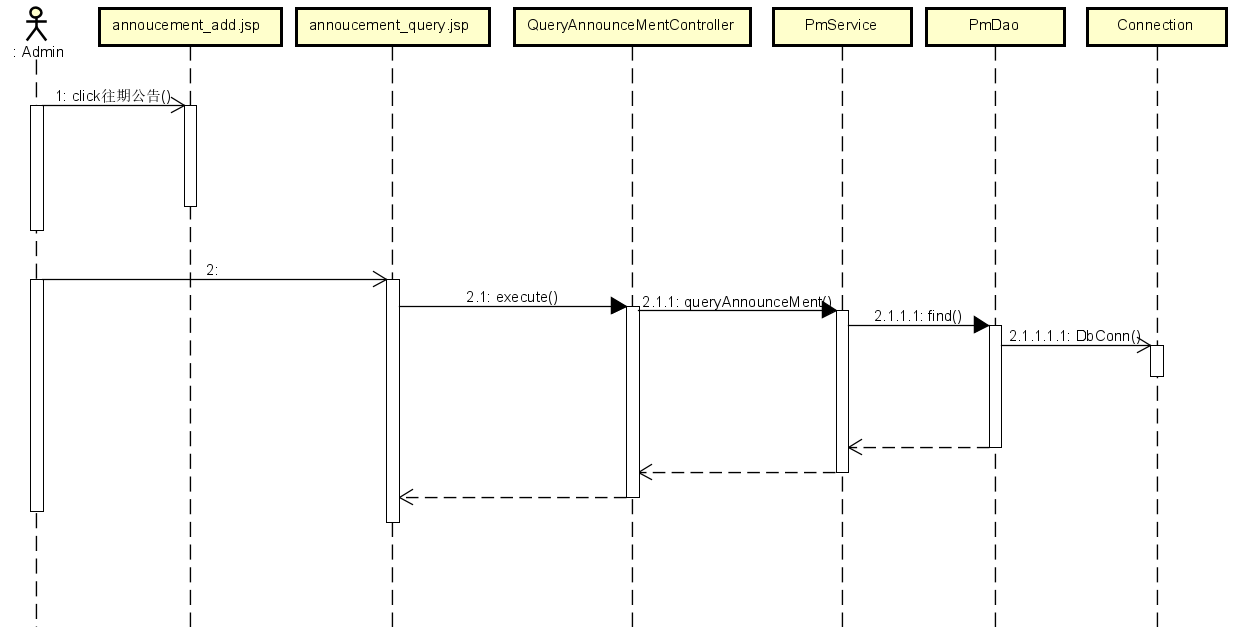 annoucement_add.jsp
annoucement_query.jsp
QueryAnnounceMentController
PmService
PmDao
Connection
: Admin
1: click往期公告()
2:
2.1: execute()
2.1.1: queryAnnounceMent()
2.1.1.1: find()
2.1.1.1.1: DbConn()